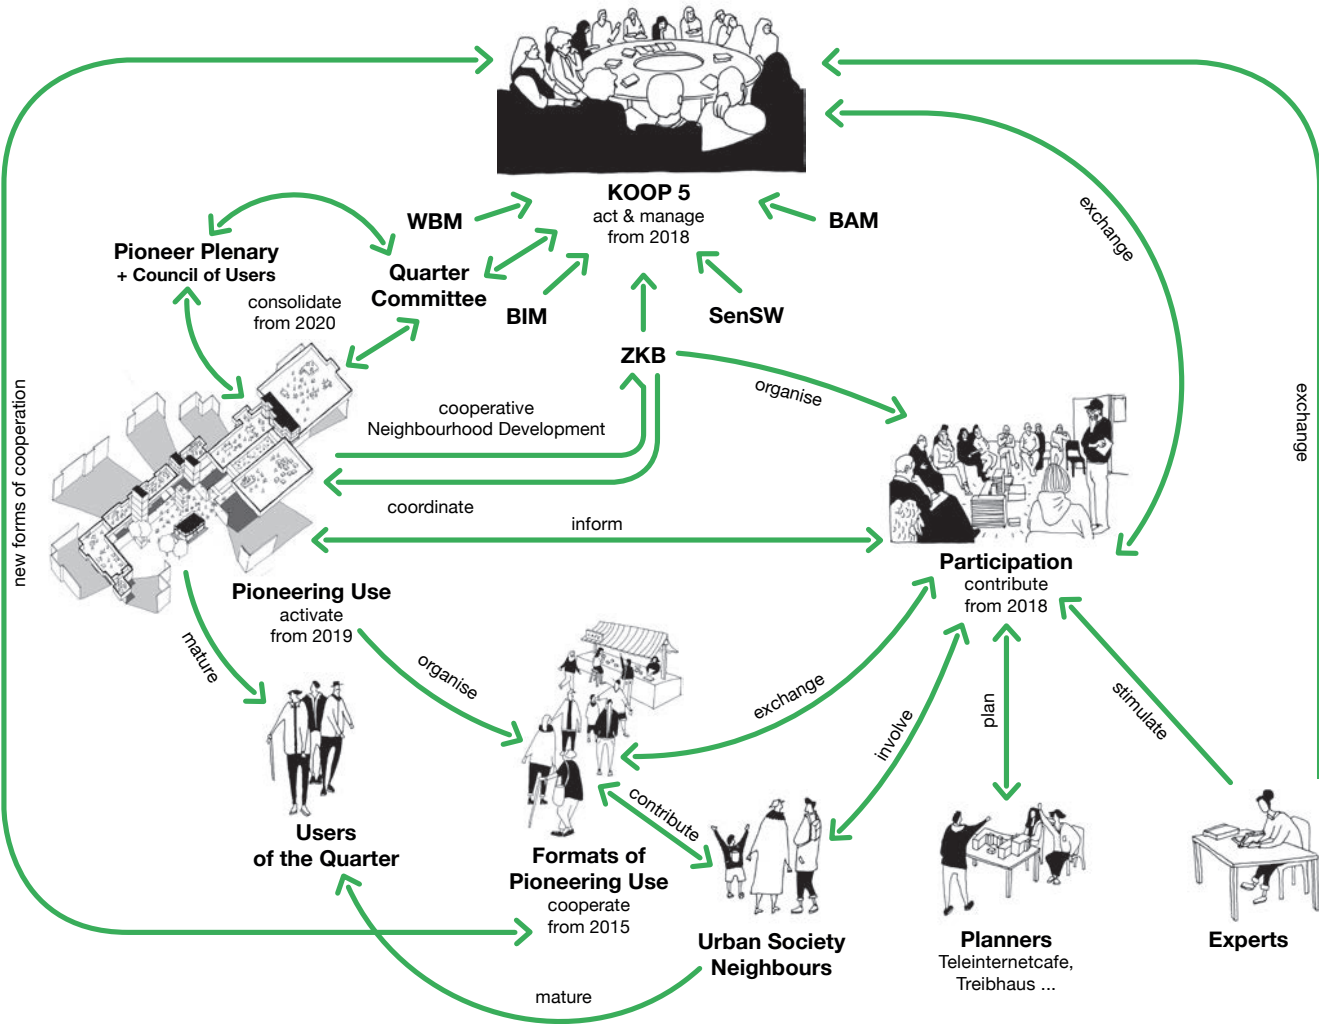 KOOP 5
act & manage
from 2018
WBM
BAM
exchange
Pioneer Plenary
+ Council of Users
Quarter
Committee
consolidate
from 2020
BIM
SenSW
ZKB
organise
new forms of cooperation
exchange
cooperative
Neighbourhood Development
coordinate
inform
Participation
contribute
from 2018
Pioneering Use
activate
from 2019
mature
organise
exchange
involve
plan
stimulate
contribute
Users
of the Quarter
Formats of
Pioneering Use
cooperate
from 2015
Urban Society
Neighbours
Planners
Teleinternetcafe,
Treibhaus ...
Experts
mature